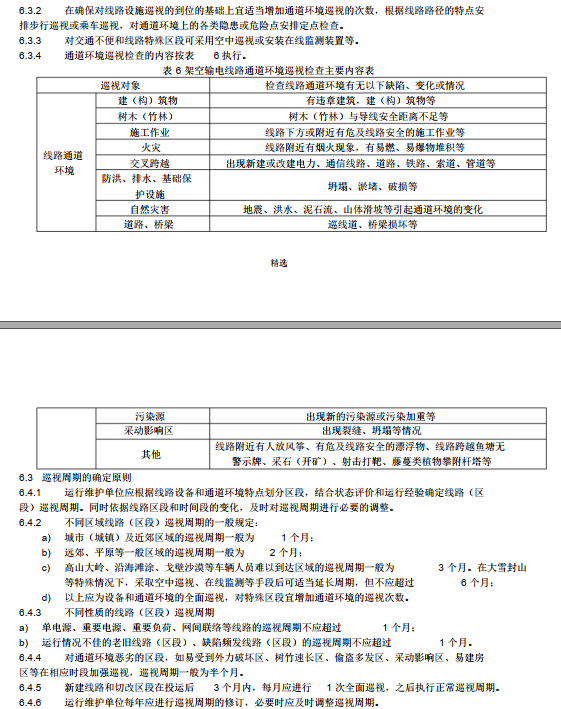 6.3.2 在确保对线路设施巡视的到位的基础上宜适当增加通道环境巡视的次数，根据线路路径的特点安
排步行巡视或乘车巡视，对通道环境上的各类隐患或危险点安排定点检查。
6.3.3 对交通不便和线路特殊区段可采用空中巡视或安装在线监测装置等。
6.3.4 通道环境巡视检查的内容按表 6 执行。
表 6 架空输电线路通道环境巡视检查主要内容表
巡视对象 检查线路通道环境有无以下缺陷、变化或情况
建（构）筑物 有违章建筑，建（构）筑物等
树木（竹林） 树木（竹林）与导线安全距离不足等
施工作业 线路下方或附近有危及线路安全的施工作业等
火灾 线路附近有烟火现象，有易燃、易爆物堆积等
线路通道
环境
交叉跨越 出现新建或改建电力、通信线路、道路、铁路、索道、管道等
防洪、排水、基础保
护设施
坍塌、淤堵、破损等
自然灾害 地震、洪水、泥石流、山体滑坡等引起通道环境的变化
道路、桥梁 巡线道、桥梁损坏等
精选
污染源 出现新的污染源或污染加重等
采动影响区 出现裂缝、坍塌等情况
其他
线路附近有人放风筝、有危及线路安全的漂浮物、线路跨越鱼塘无
警示牌、采石（开矿）、射击打靶、藤蔓类植物攀附杆塔等
6.3 巡视周期的确定原则
6.4.1 运行维护单位应根据线路设备和通道环境特点划分区段，结合状态评价和运行经验确定线路（区
段）巡视周期。同时依据线路区段和时间段的变化，及时对巡视周期进行必要的调整。
6.4.2 不同区域线路（区段）巡视周期的一般规定：
a) 城市（城镇）及近郊区域的巡视周期一般为 1 个月；
b) 远郊、平原等一般区域的巡视周期一般为 2 个月；
c) 高山大岭、沿海滩涂、戈壁沙漠等车辆人员难以到达区域的巡视周期一般为 3 个月。在大雪封山
等特殊情况下，采取空中巡视、在线监测等手段后可适当延长周期，但不应超过 6 个月；
d) 以上应为设备和通道环境的全面巡视，对特殊区段宜增加通道环境的巡视次数。
6.4.3 不同性质的线路（区段）巡视周期
a) 单电源、重要电源、重要负荷、网间联络等线路的巡视周期不应超过 1 个月；
b) 运行情况不佳的老旧线路（区段）、缺陷频发线路（区段）的巡视周期不应超过 1 个月。
6.4.4 对通道环境恶劣的区段，如易受到外力破坏区、树竹速长区、偷盗多发区、采动影响区、易建房
区等在相应时段加强巡视，巡视周期一般为半个月。
6.4.5 新建线路和切改区段在投运后 3 个月内，每月应进行 1 次全面巡视，之后执行正常巡视周期。
6.4.6 运行维护单位每年应进行巡视周期的修订，必要时应及时调整巡视周期。